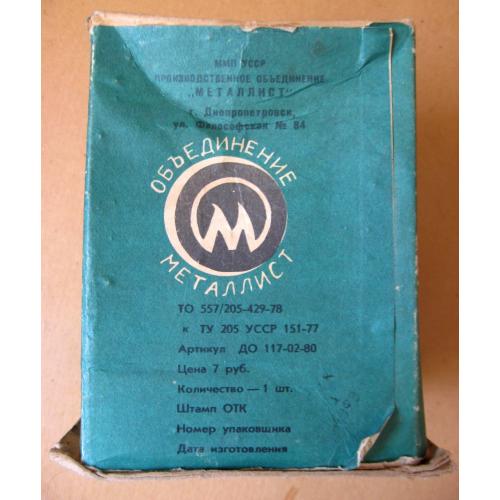 ММП УССР
ПРОИЗВОДСТВЕННОЕ ОБЪЕДИНЕНИЕ
„МЕТАЛЛИСТ"
г. Днепропетровск,
ул. Философская № 84
ОБЪЕДИНЕНИЕ
М
МЕТАЛЛИСТ
ТО 557/205-429-78
к ТУ 205 УССР 151-77
Артикул ДО 117-02-80
Цена 7 руб.
Количество — 1 шт.
Штамп ОТК
Номер упаковщика
Дата изготовления